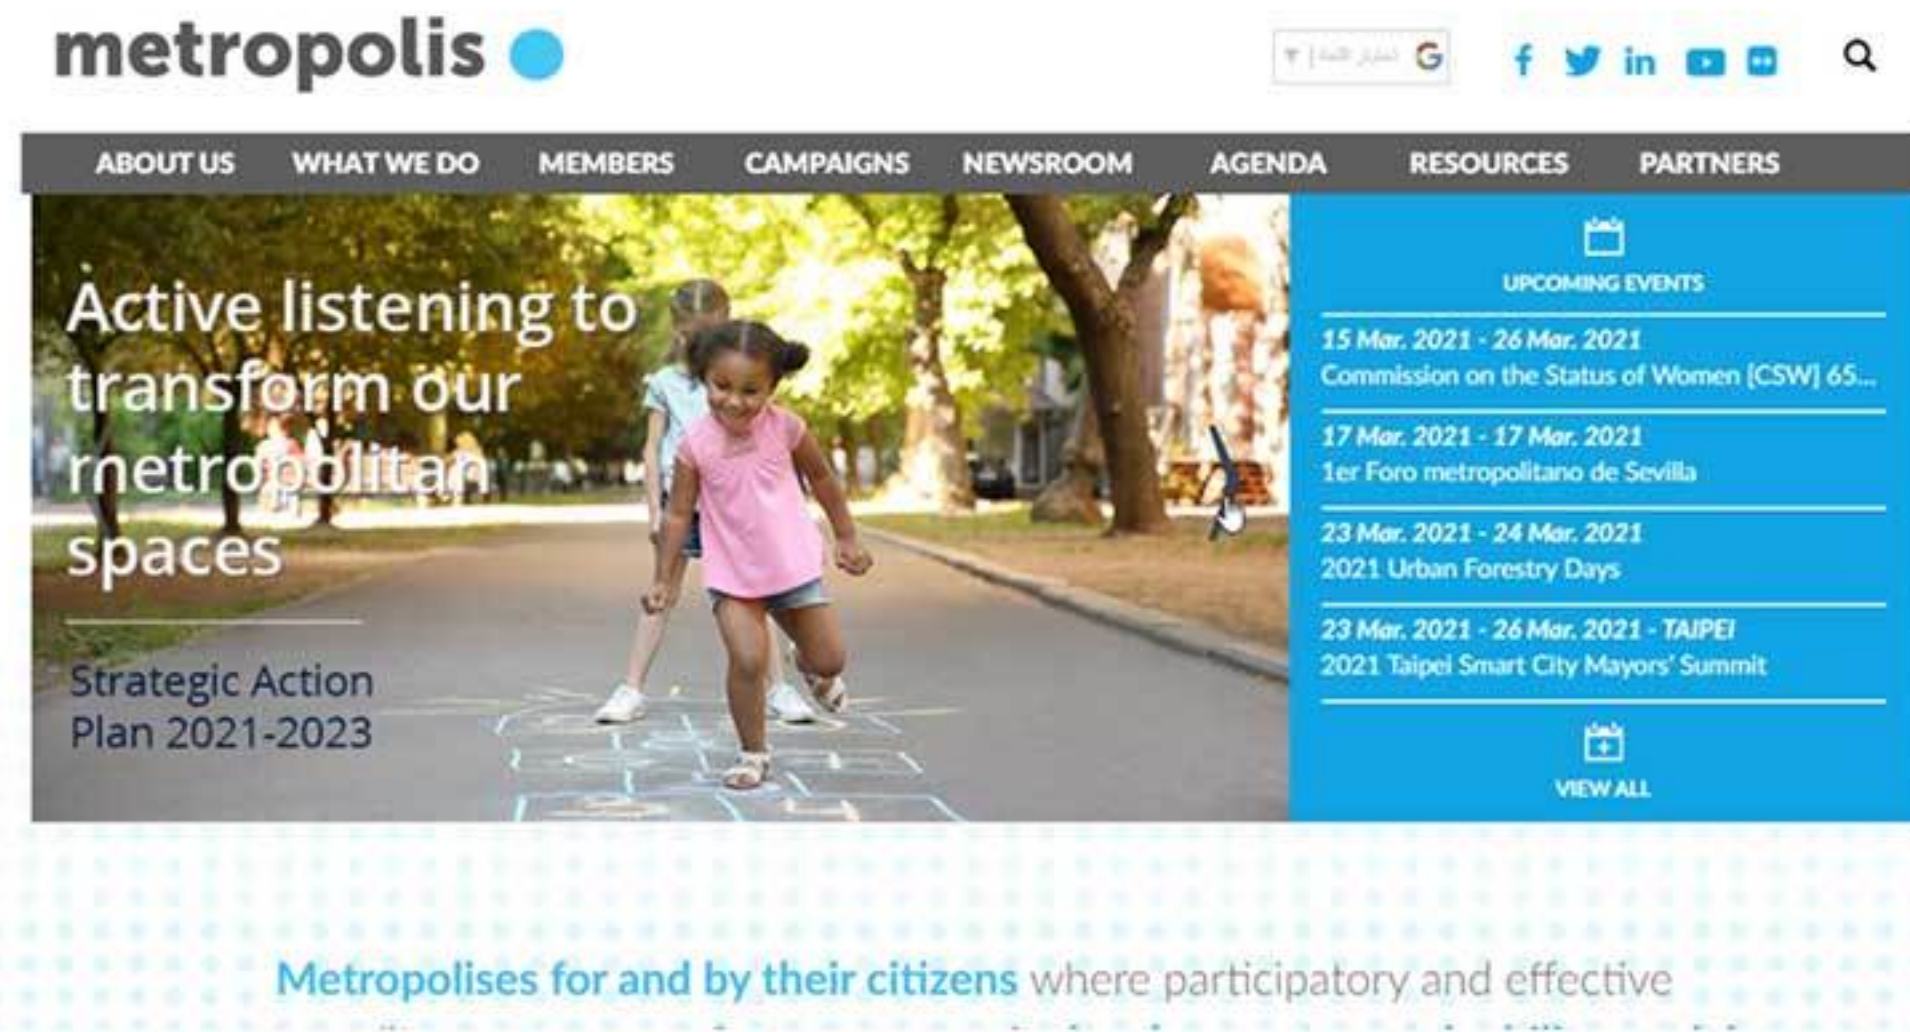 metropolis
ABOUT US WHAT WE DO MEMBERS CAMPAIGNS NEWSROOM AGENDA RESOURCES PARTNERS
Active listening to
transform our
metropolitan
spaces
Strategic Action
Plan 2021-2023
UPCOMING EVENTS
15 Mar. 2021 - 26 Mar. 2021
Commission on the Status of Women [CSW] 65...
17 Mar. 2021 - 17 Mar. 2021
1er Foro metropolitano de Sevilla
23 Mar. 2021 - 24 Mar. 2021
2021 Urban Forestry Days
23 Mar. 2021 - 26 Mar. 2021 - TAIPEI
2021 Taipei Smart City Mayors' Summit
VIEW ALL
Metropolises for and by their citizens where participatory and effective